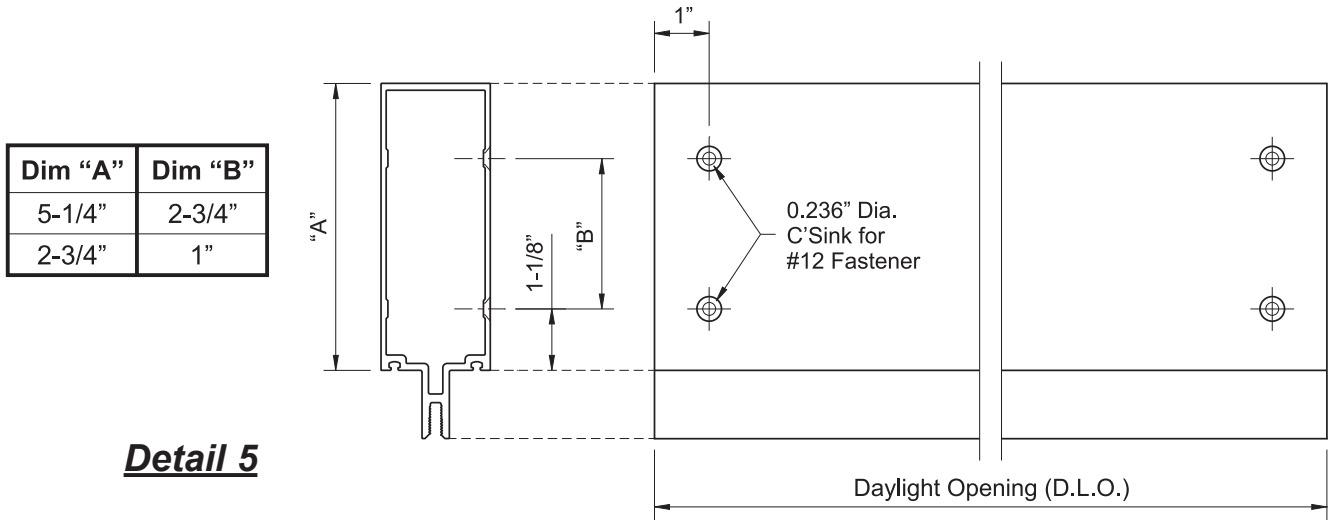 1”
Dim “A” Dim “B”
5-1/4” 2-3/4”
2-3/4” 1”
“A”
1-1/8”
“B”
0.236” Dia.
C’Sink for
#12 Fastener
Detail 5
Daylight Opening (D.L.O.)